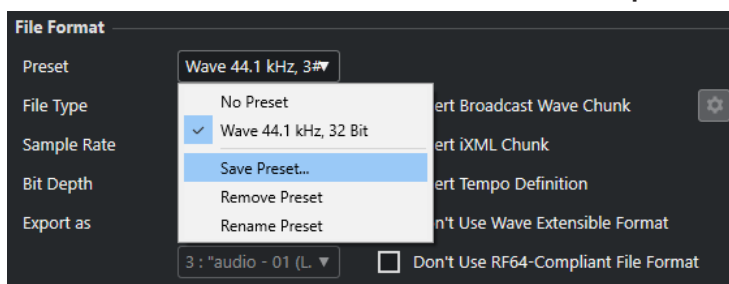 File Format
Preset
Wave 44.1 kHz, 3
File Type
No Preset
ert Broadcast Wave Chunk
Wave 44.1 kHz, 32 Bit
Sample Rate
ert iXML Chunk
Save Preset...
Bit Depth
ert Tempo Definition
Remove Preset
Export as
Rename Preset
n't Use Wave Extensible Format
3 : "audio - 01 (L.
Don't Use RF64-Compliant File Format